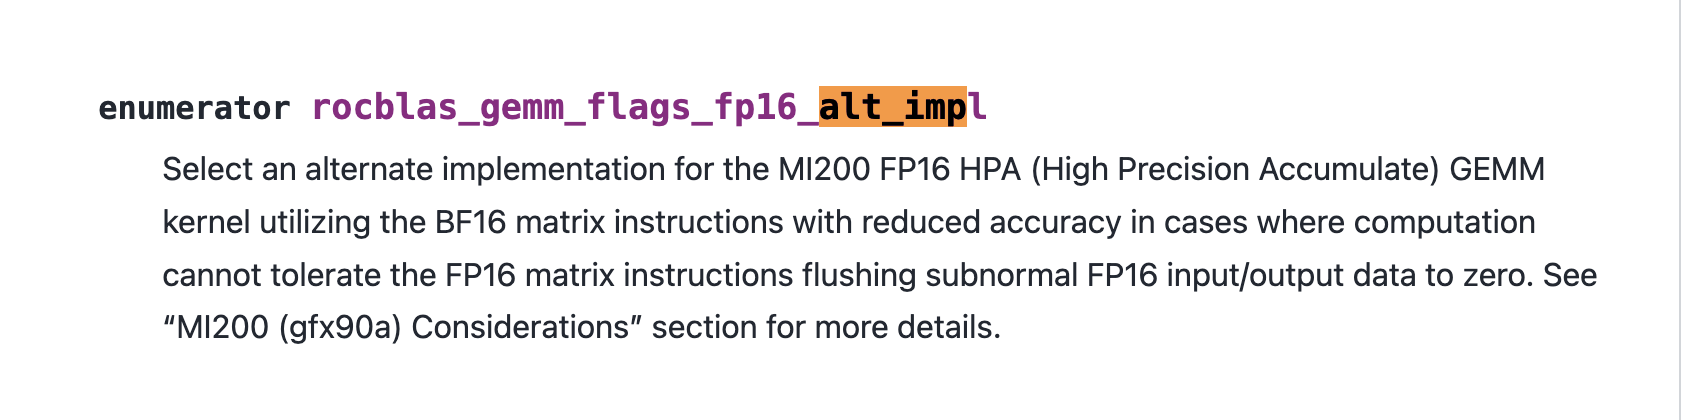 enumerator rocblas_gemm_flags_fp16_alt_impl
Select an alternate implementation for the MI200 FP16 HPA (High Precision Accumulate) GEMM
kernel utilizing the BF16 matrix instructions with reduced accuracy in cases where computation
cannot tolerate the FP16 matrix instructions flushing subnormal FP16 input/output data to zero. See
“MI200 (gfx90a) Considerations” section for more details.